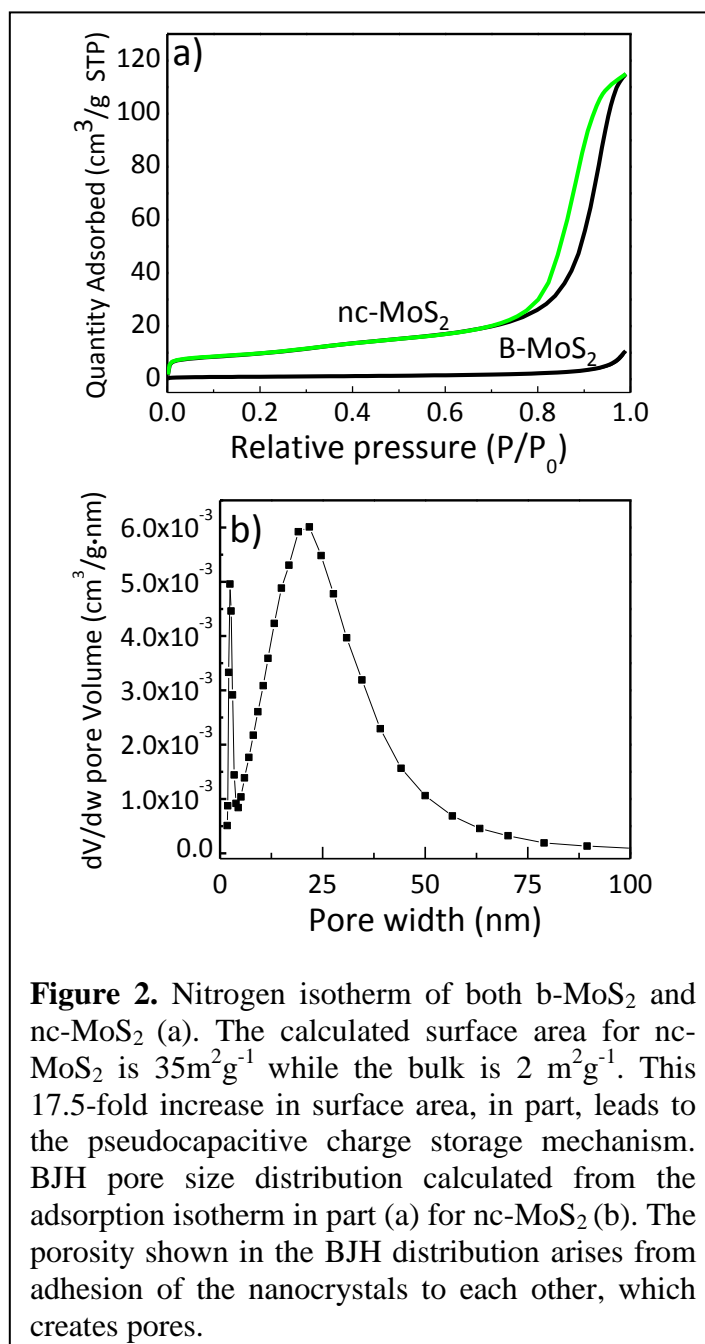 a)
120
100
80
60
40
20
0
Quantity Adsorbed (cm³/g STP)
nc-MoS₂
B-MoS₂
0.0 0.2 0.4 0.6 0.8 1.0
Relative pressure (P/P₀)
b)
6.0x10⁻³
5.0x10⁻³
4.0x10⁻³
3.0x10⁻³
2.0x10⁻³
1.0x10⁻³
0.0
dV/dw pore Volume (cm³/g·nm)
0 25 50 75 100
Pore width (nm)
Figure 2. Nitrogen isotherm of both b-MoS₂ and
nc-MoS₂ (a). The calculated surface area for nc-
MoS₂ is 35m²g⁻¹ while the bulk is 2 m²g⁻¹. This
17.5-fold increase in surface area, in part, leads to
the pseudocapacitive charge storage mechanism.
BJH pore size distribution calculated from the
adsorption isotherm in part (a) for nc-MoS₂ (b). The
porosity shown in the BJH distribution arises from
adhesion of the nanocrystals to each other, which
creates pores.